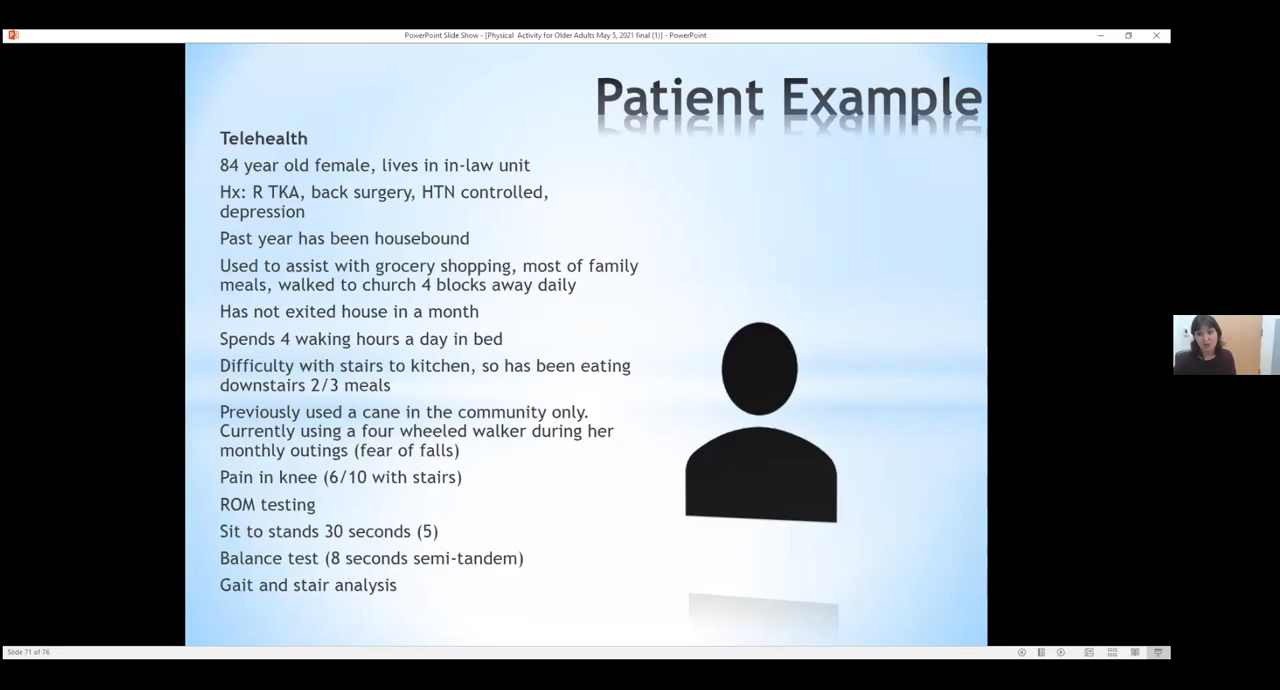 PowerPoint Slide Show - [Physical Activity for Older Adults May 5, 2021 final (1)] - PowerPoint
Patient Example
Telehealth
84 year old female, lives in in-law unit
Hx: R TKA, back surgery, HTN controlled,
depression
Past year has been housebound
Used to assist with grocery shopping, most of family
meals, walked to church 4 blocks away daily
Has not exited house in a month
Spends 4 waking hours a day in bed
Difficulty with stairs to kitchen, so has been eating
downstairs 2/3 meals
Previously used a cane in the community only.
Currently using a four wheeled walker during her
monthly outings (fear of falls)
Pain in knee (6/10 with stairs)
ROM testing
Sit to stands 30 seconds (5)
Balance test (8 seconds semi-tandem)
Gait and stair analysis
Slide 71 of 76